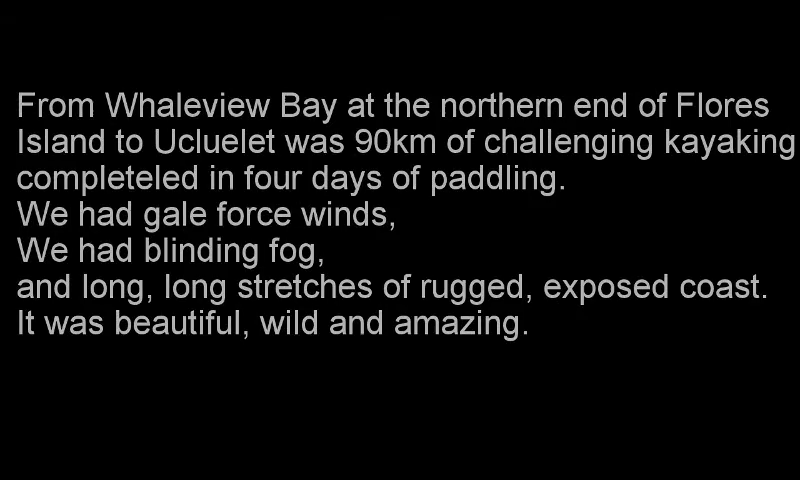 From Whaleview Bay at the northern end of Flores
Island to Ucluelet was 90km of challenging kayaking
completeled in four days of paddling.
We had gale force winds,
We had blinding fog,
and long, long stretches of rugged, exposed coast.
It was beautiful, wild and amazing.